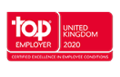 top
EMPLOYER
UNITED
KINGDOM
2020
CERTIFIED EXCELLENCE IN EMPLOYEE CONDITIONS